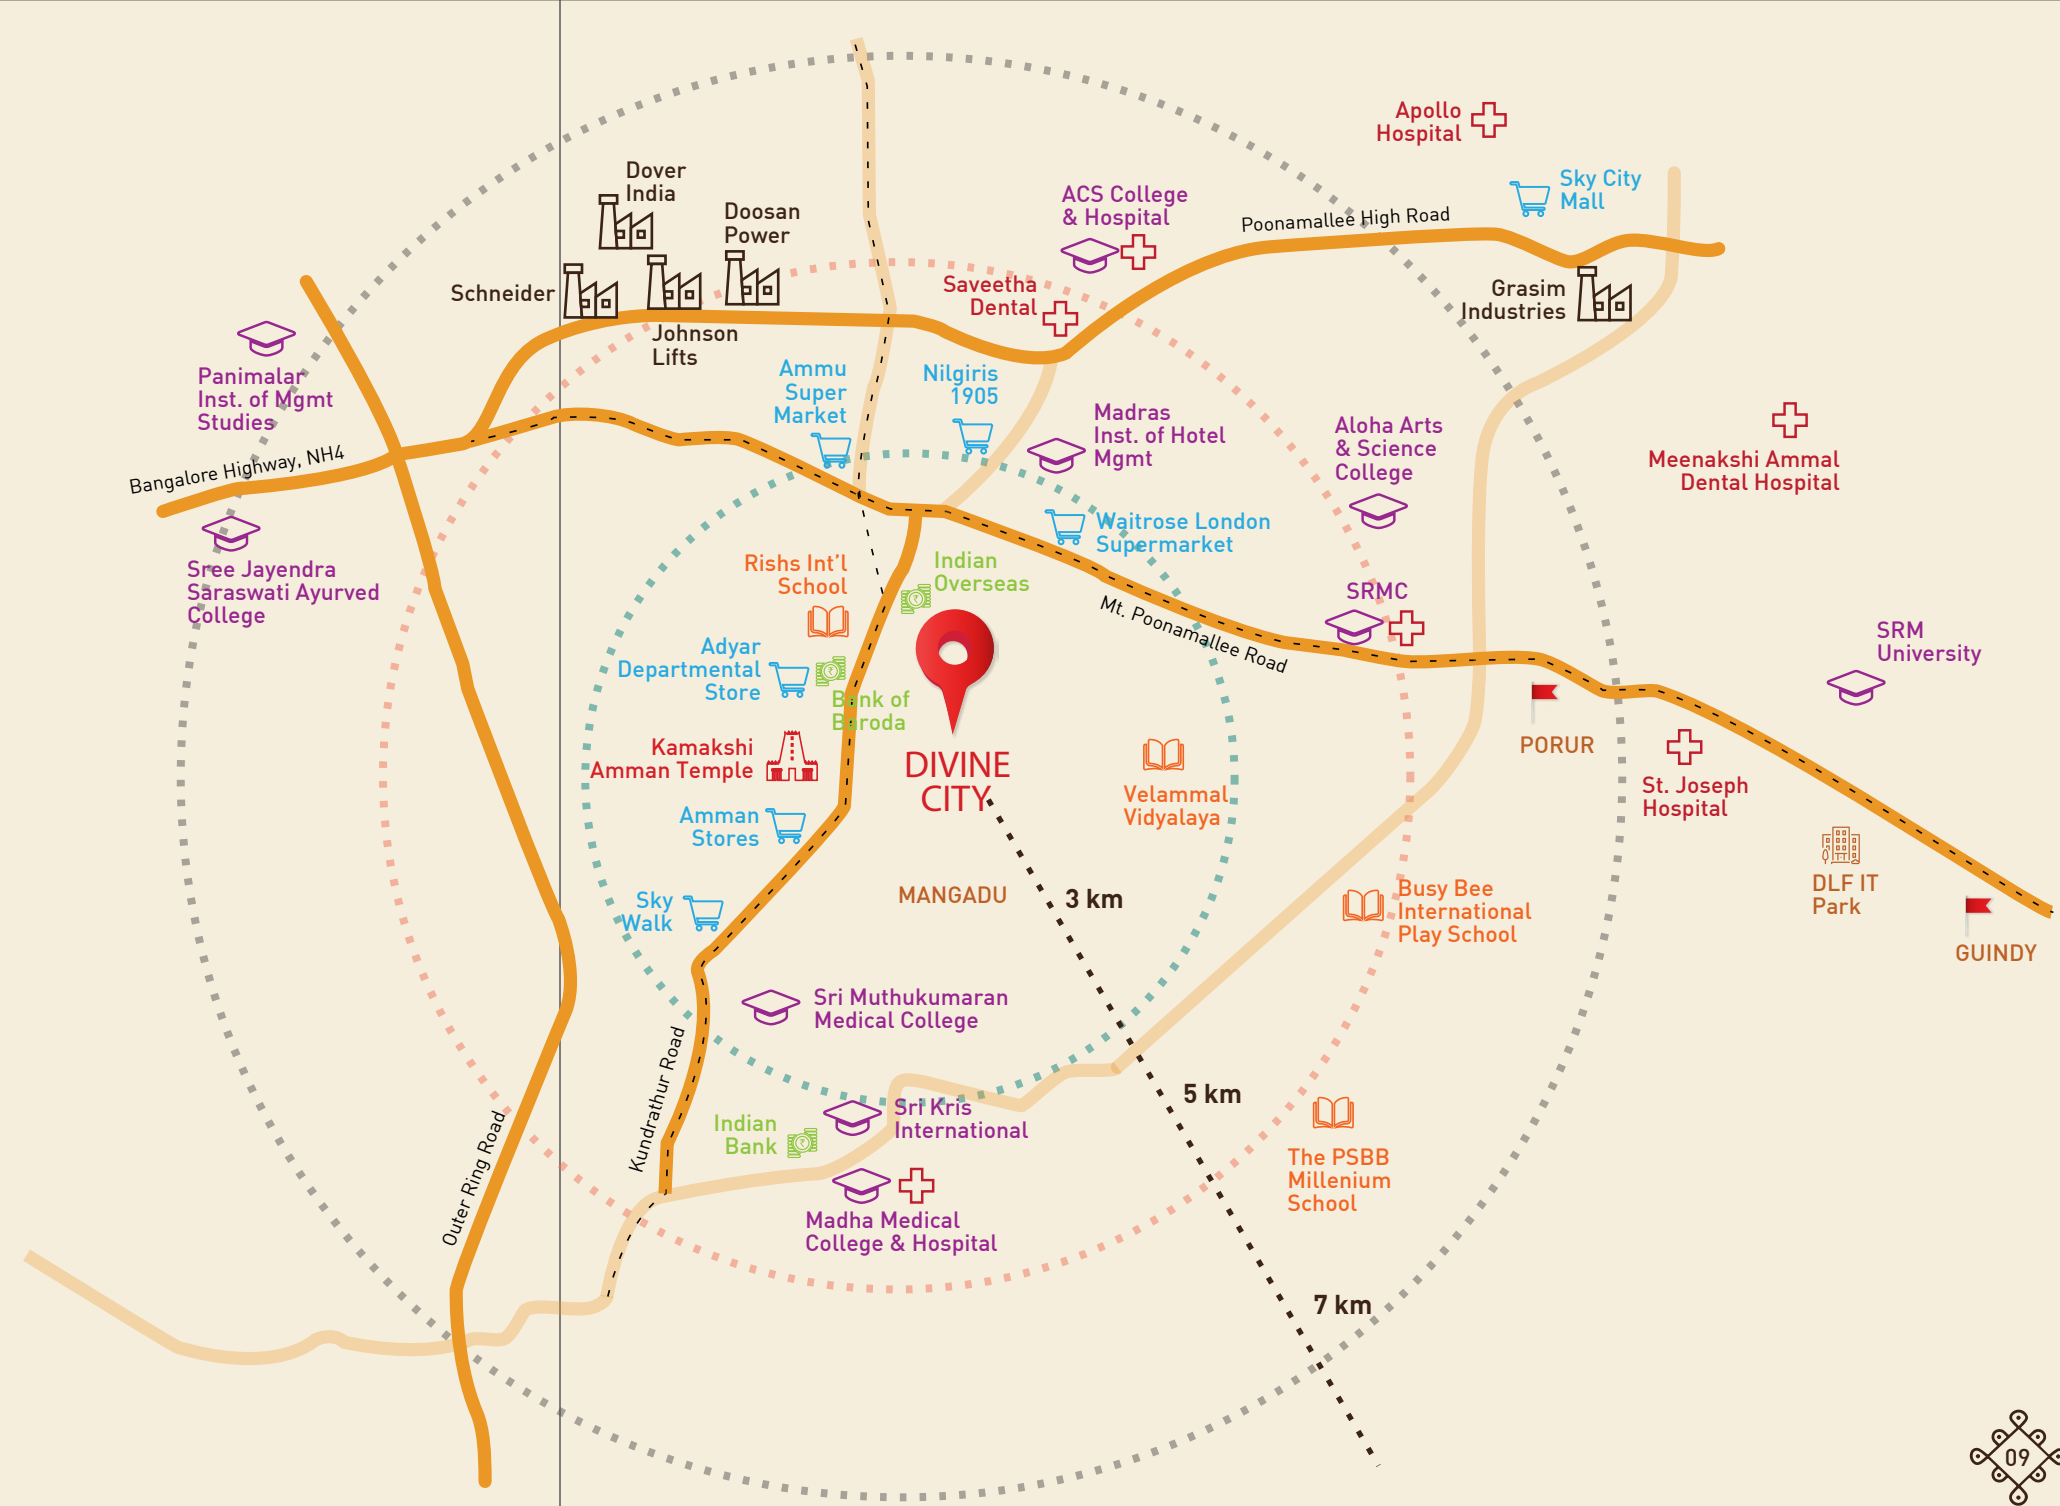 Apollo
Hospital
Sky City
Mall
Dover
India
Doosan
Power
ACS College
& Hospital
Poonamallee High Road
Schneider
Saveetha
Dental
Grasim
Industries
Johnson
Lifts
Panimalar
Inst. of Mgmt
Studies
Ammu
Super
Market
Nilgiris
1905
Madras
Inst. of Hotel
Mgmt
Aloha Arts
& Science
College
Meenakshi Ammal
Dental Hospital
Bangalore Highway, NH4
Sree Jayendra
Saraswati Ayurved
College
Waitrose London
Supermarket
Rishs Int'l
School
Indian
Overseas
Mt. Poonamallee Road
SRMC
SRM
University
Adyar
Departmental
Store
Bank of
Baroda
Kamakshi
Amman Temple
DIVINE
CITY
PORUR
St. Joseph
Hospital
Velammal
Vidyalaya
Amman
Stores
DLF IT
Park
GUINDY
Sky
Walk
MANGADU
3 km
Busy Bee
International
Play School
Sri Muthukumaran
Medical College
Kundrathur Road
5 km
Indian
Bank
Sri Kris
International
Outer Ring Road
The PSBB
Millenium
School
Madha Medical
College & Hospital
7 km
09